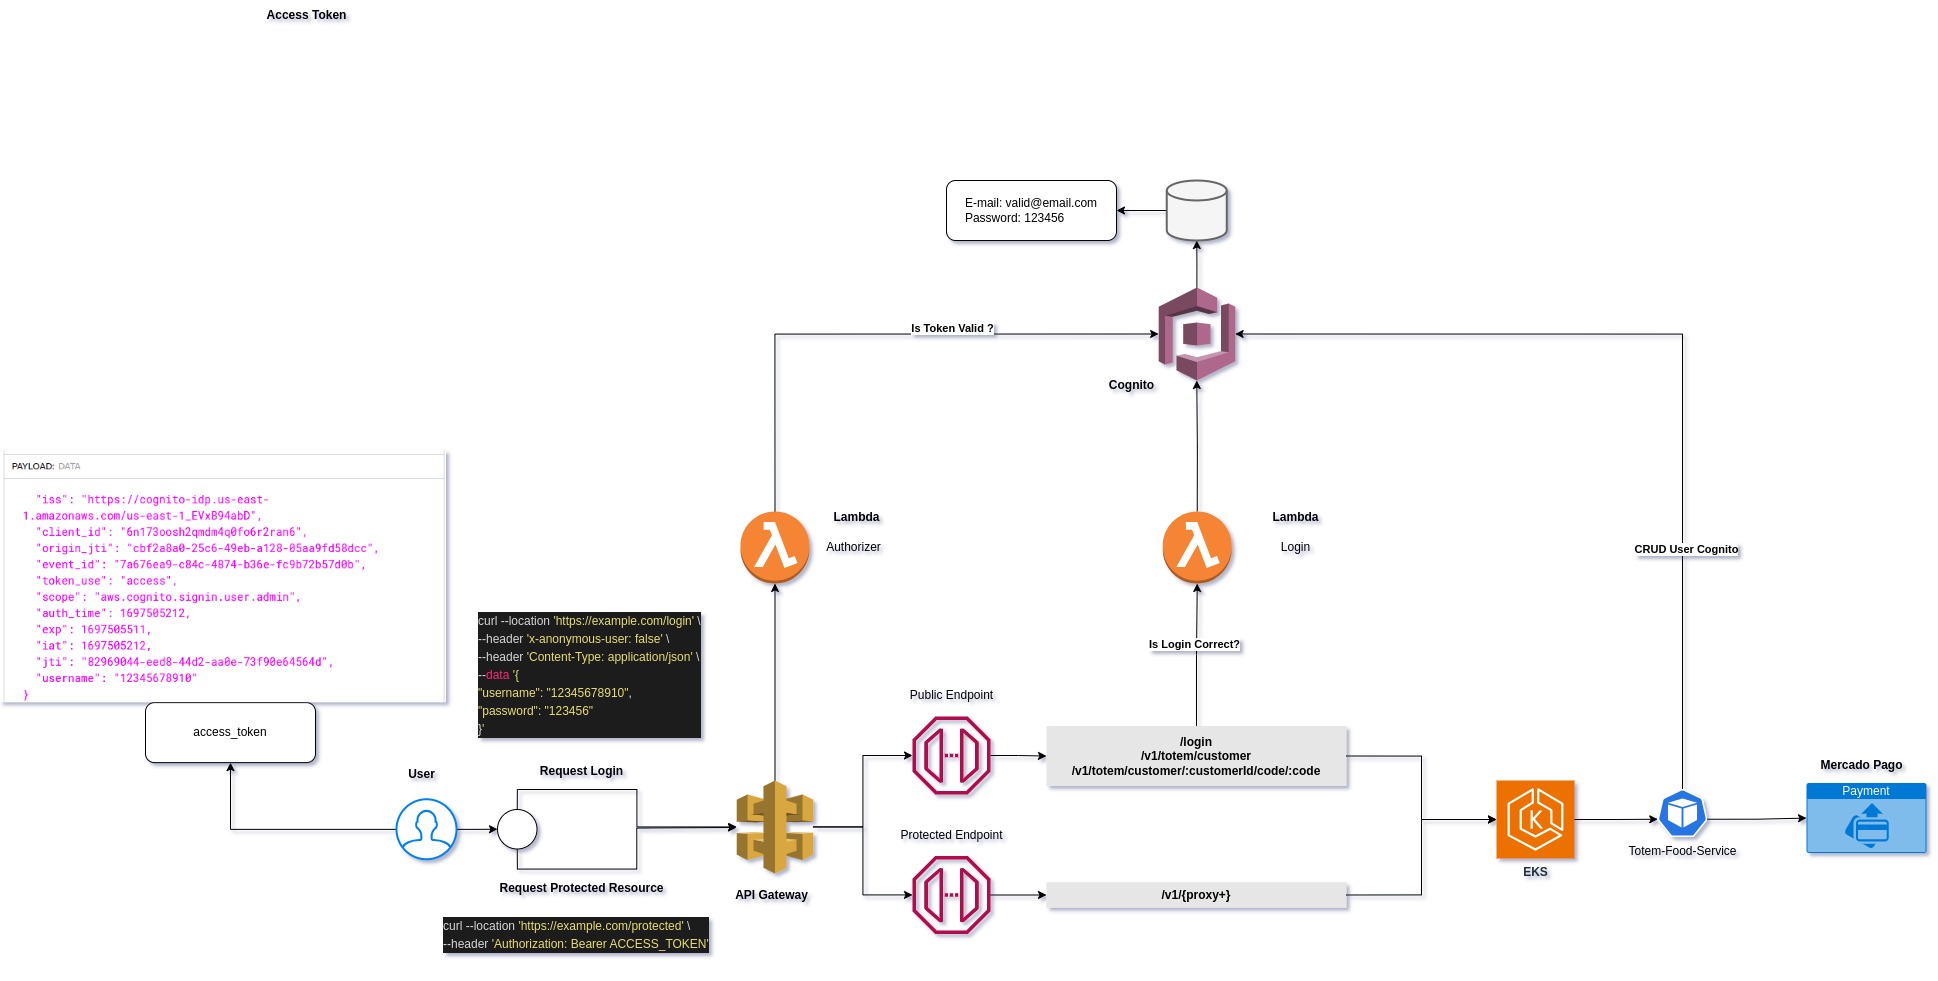 Access Token
E-mail: valid@email.com
Password: 123456
Is Token Valid ?
Cognito
PAYLOAD: DATA
"iss": "https://cognito-idp.us-east-
1.amazonaws.com/us-east-1_EVxB94abD",
"client_id": "6n173oosh2qmdm4q0fo6r2ran6",
"origin_jti": "cbf2a8a0-25c6-49eb-a128-05aa9fd58dcc",
"event_id": "7a676ea9-c84c-4874-b36e-fc9b72b57d0b",
"token_use": "access",
"scope": "aws.cognito.signin.user.admin",
"auth_time": 1697505212,
"exp": 1697505511,
"iat": 1697505212,
"jti": "82969044-eed8-44d2-aa0e-73f90e64564d",
"username": "12345678910"
}
access_token
Lambda
Authorizer
Lambda
Login
CRUD User Cognito
curl --location 'https://example.com/login' \
--header 'x-anonymous-user: false' \
--header 'Content-Type: application/json' \
--data '{
"username": "12345678910",
"password": "123456"
}'
Is Login Correct?
Public Endpoint
/login
/v1/totem/customer
/v1/totem/customer/:customerId/code/:code
User
Request Login
Request Protected Resource
API Gateway
Protected Endpoint
/v1/{proxy+}
K
EKS
Totem-Food-Service
Mercado Pago
Payment
curl --location 'https://example.com/protected' \
--header 'Authorization: Bearer ACCESS_TOKEN'